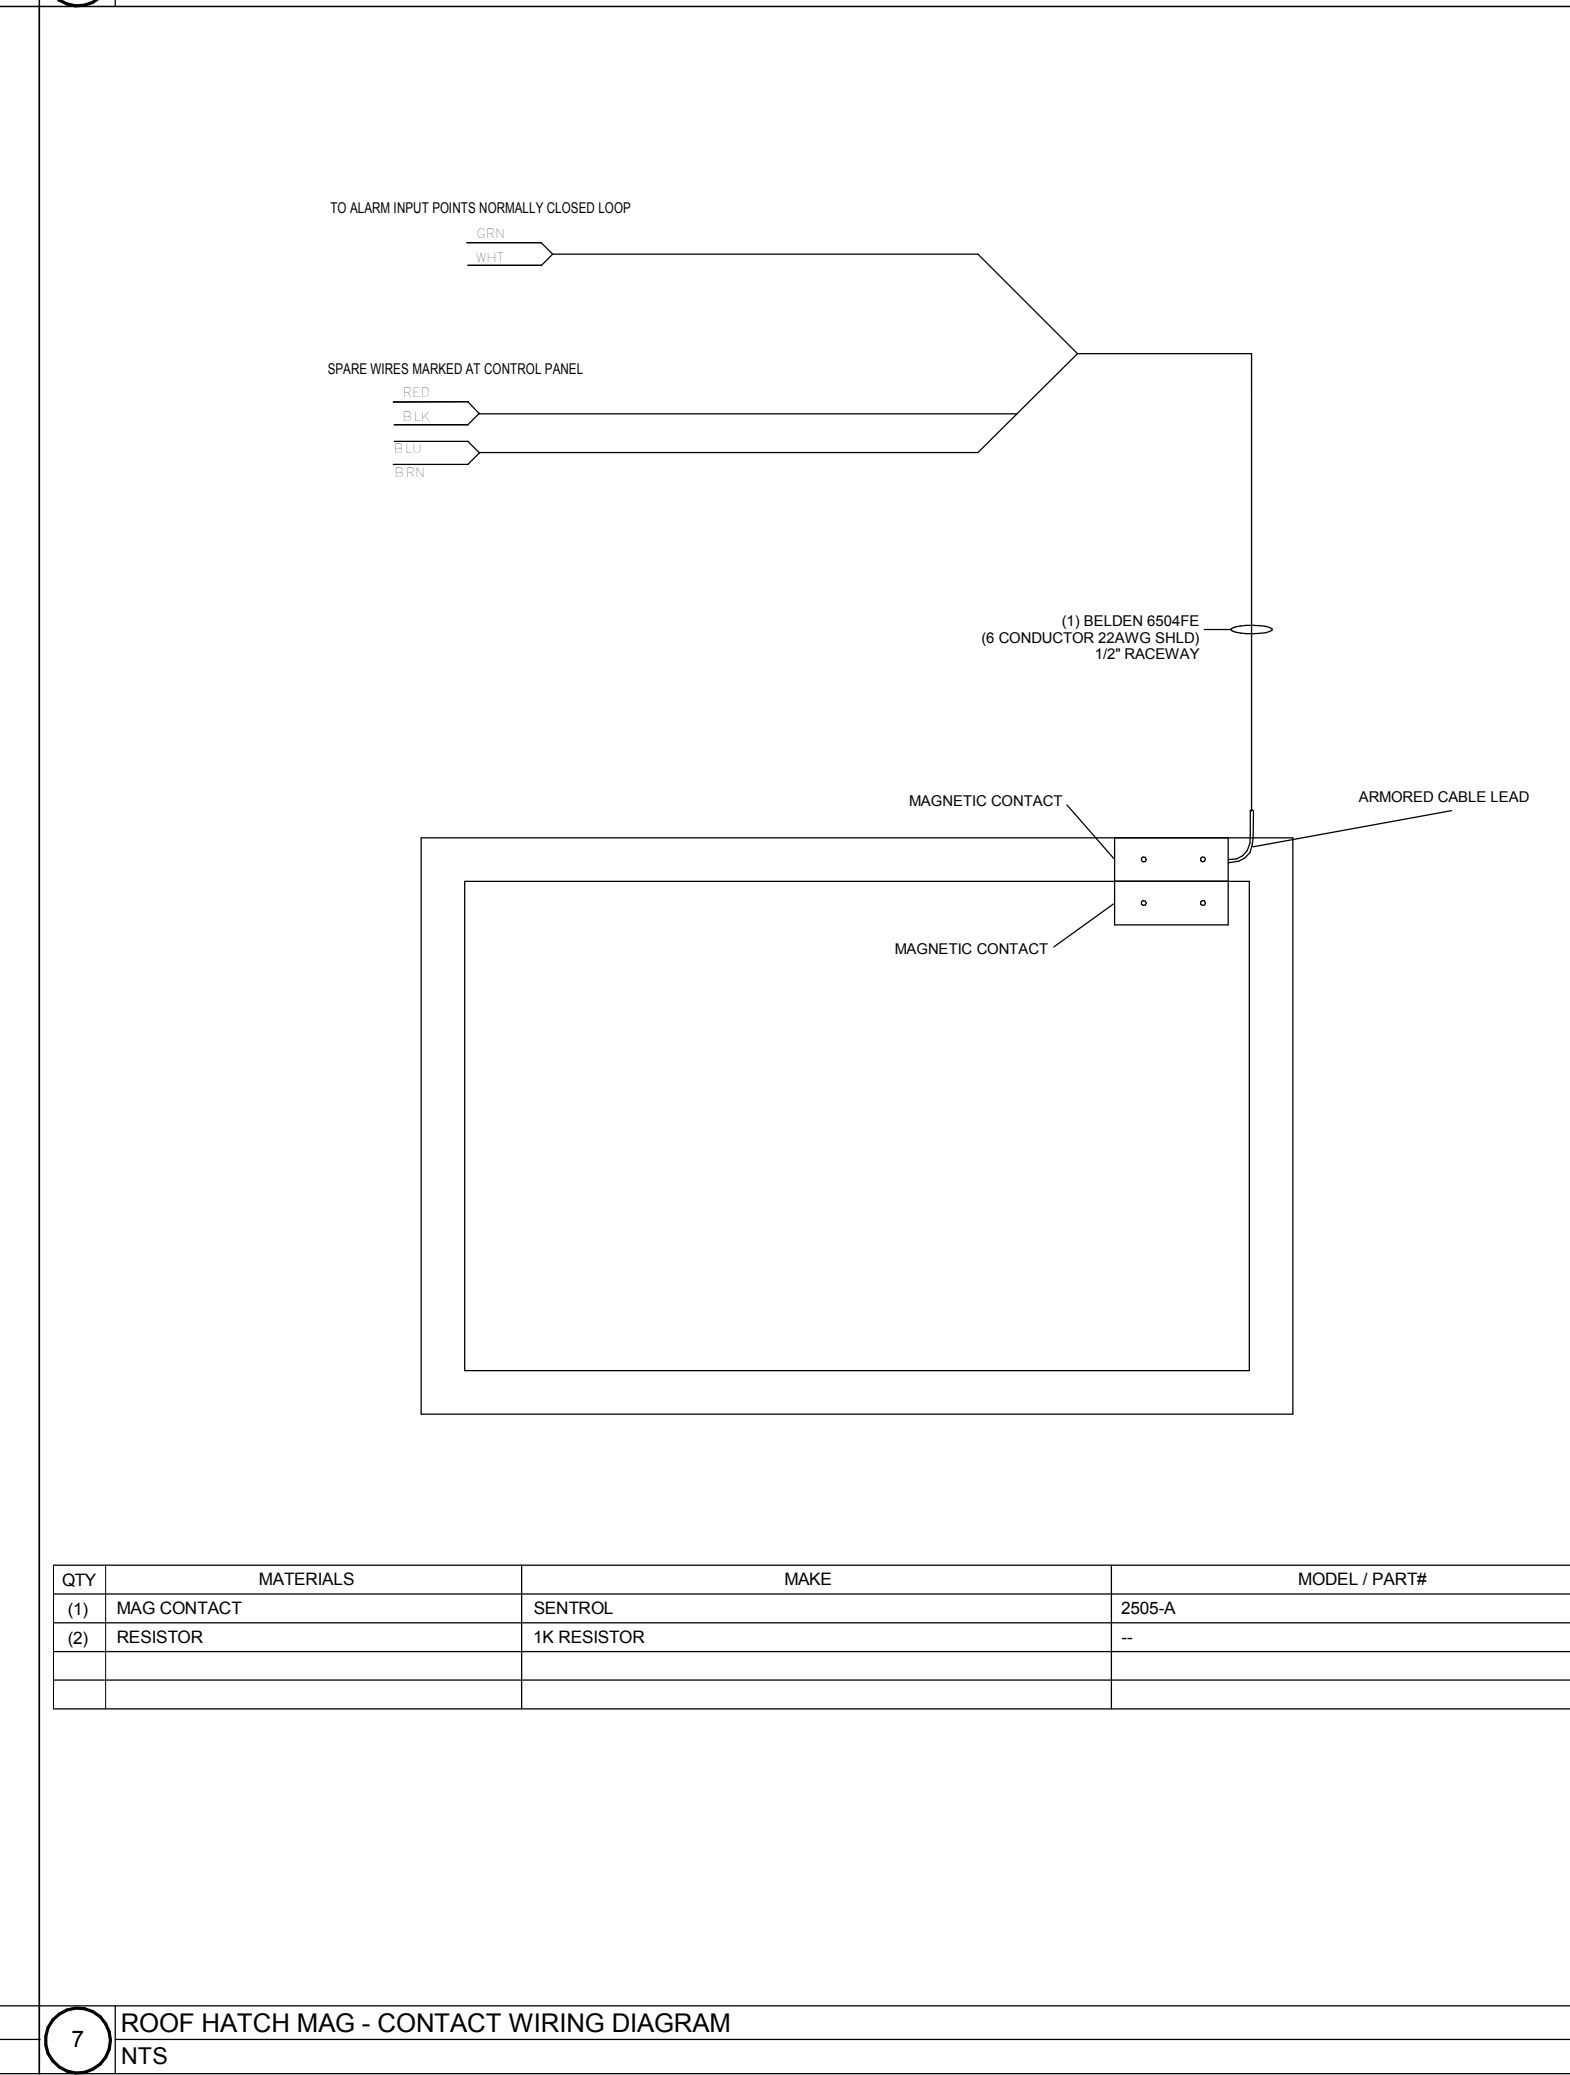 TO ALARM INPUT POINTS NORMALLY CLOSED LOOP
GRN
WHT
SPARE WIRES MARKED AT CONTROL PANEL
RED
BLK
BLU
BRN
(1) BELDEN 6504FE
(6 CONDUCTOR 22AWG SHLD)
1/2" RACEWAY
MAGNETIC CONTACT
ARMORED CABLE LEAD
MAGNETIC CONTACT
QTY MATERIALS MAKE MODEL / PART#
(1) MAG CONTACT SENTROL 2505-A
(2) RESISTOR 1K RESISTOR --
7 ROOF HATCH MAG - CONTACT WIRING DIAGRAM
NTS